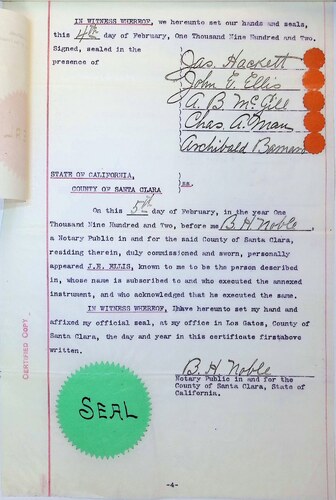 IN WITNESS WHEREOF, we hereunto set our hands and seals,
this 4th day of February, One Thousand Nine Hundred and Two.
Signed, sealed in the
presence of
Jas. Hackett
John E. Ellis
A. B. McGill
Chas. A. Man
Archibald
STATE OF CALIFORNIA,
COUNTY OF SANTA CLARA
)ss.
On this 5th day of February, in the year One
Thousand Nine Hundred and Two, before me B. H. Noble
a Notary Public in and for the said County of Santa Clara,
residing therein, duly commissioned and sworn, personally
appeared J.E. ELLIS, known to me to be the person described
in, whose name is subscribed to and who executed the annexed
instrument, and who acknowledged that he executed the same.
IN WITNESS WHEREOF, I have hereunto set my hand and
affixed my official seal, at my office in Los Gatos, County of
Santa Clara, the day and year in this certificate first above
written.
B. H. Noble
Notary Public in and for the
County of Santa Clara, State of
California.
CERTIFIED COPY
SEAL
-4-